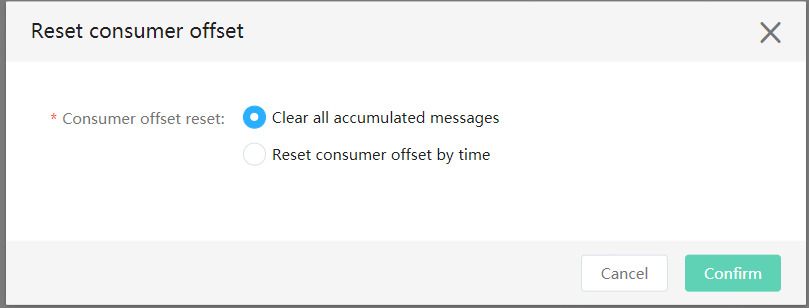 Reset consumer offset
* Consumer offset reset:
Clear all accumulated messages
Reset consumer offset by time
Cancel
Confirm